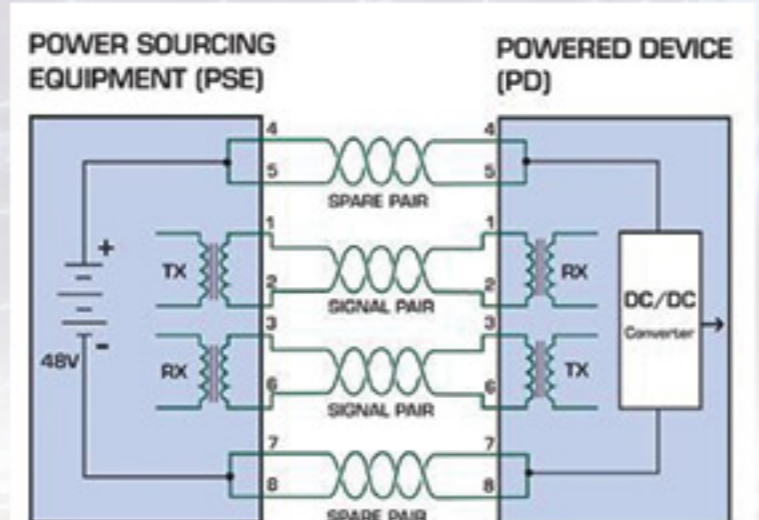 POWER SOURCING
EQUIPMENT (PSE)
POWERED DEVICE
(PD)
4
4
5
5
SPARE PAIR
1
1
TX
RX
2
2
SIGNAL PAIR
+
-
48V
DC/DC
Converter
3
3
RX
TX
6
6
SIGNAL PAIR
7
7
8
8
SPARE PAIR